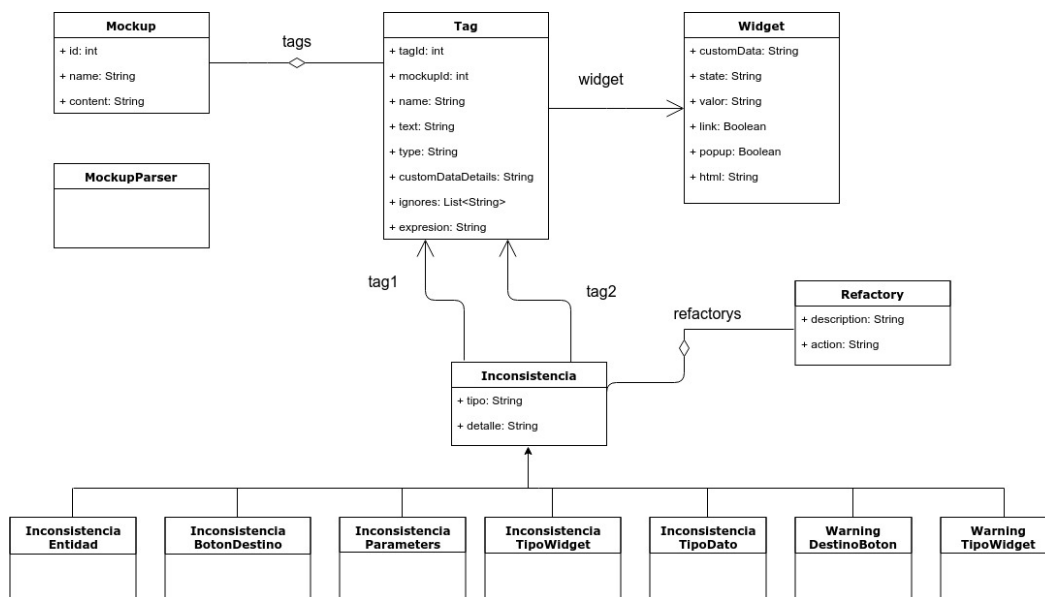 Mockup
+ id: int
+ name: String
+ content: String
tags
Tag
+ tagId: int
+ mockupId: int
+ name: String
+ text: String
+ type: String
+ customDataDetails: String
+ ignores: List<String>
+ expresion: String
widget
Widget
+ customData: String
+ state: String
+ valor: String
+ link: Boolean
+ popup: Boolean
+ html: String
MockupParser
tag1
tag2
refactorys
Refactory
+ description: String
+ action: String
Inconsistencia
+ tipo: String
+ detalle: String
Inconsistencia
Entidad
Inconsistencia
BotonDestino
Inconsistencia
Parameters
Inconsistencia
TipoWidget
Inconsistencia
TipoDato
Warning
DestinoBoton
Warning
TipoWidget